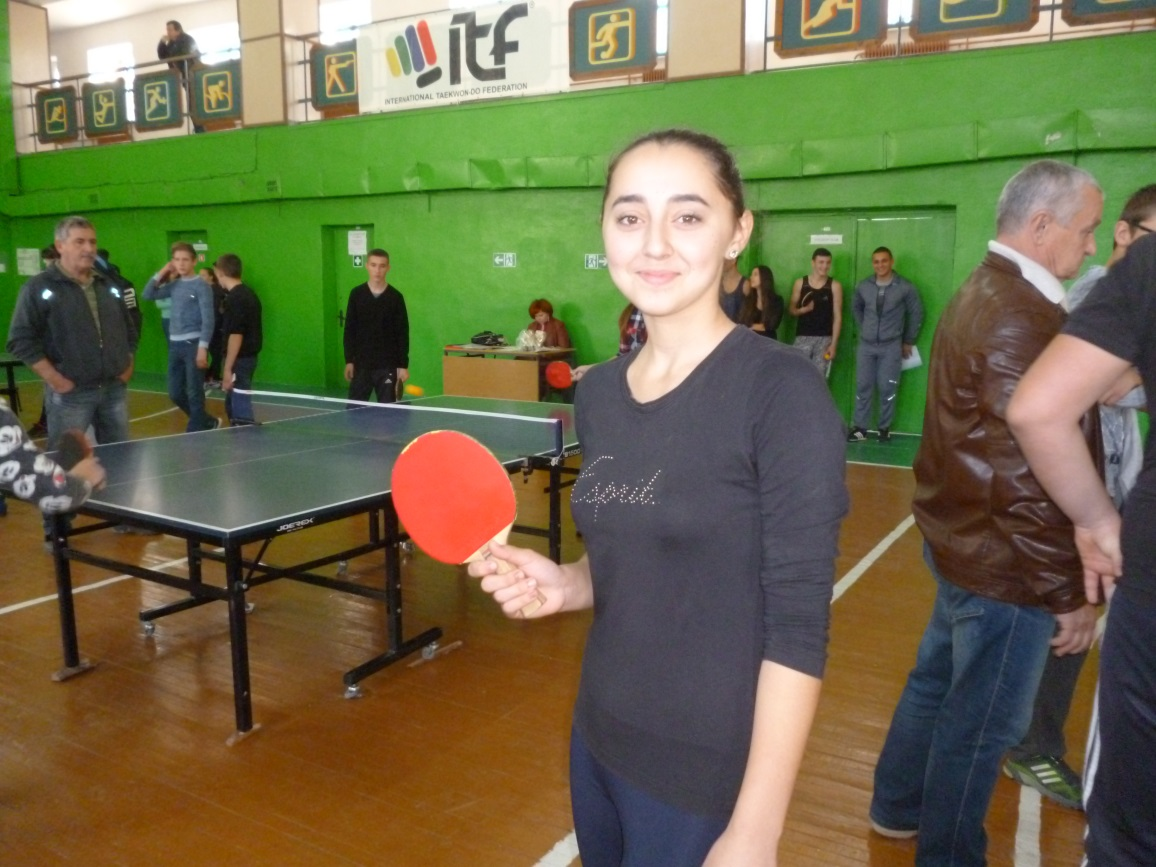 itf
INTERNATIONAL TAEKWON-DO FEDERATION
Esprit.
JOEREX